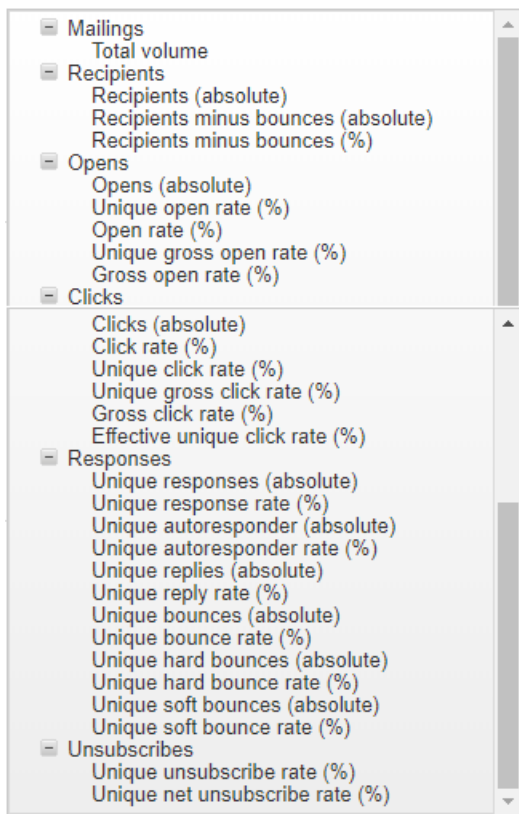 Mailings
Total volume
Recipients
Recipients (absolute)
Recipients minus bounces (absolute)
Recipients minus bounces (%)
Opens
Opens (absolute)
Unique open rate (%)
Open rate (%)
Unique gross open rate (%)
Gross open rate (%)
Clicks
Clicks (absolute)
Click rate (%)
Unique click rate (%)
Unique gross click rate (%)
Gross click rate (%)
Effective unique click rate (%)
Responses
Unique responses (absolute)
Unique response rate (%)
Unique autoresponder (absolute)
Unique autoresponder rate (%)
Unique replies (absolute)
Unique reply rate (%)
Unique bounces (absolute)
Unique bounce rate (%)
Unique hard bounces (absolute)
Unique hard bounce rate (%)
Unique soft bounces (absolute)
Unique soft bounce rate (%)
Unsubscribes
Unique unsubscribe rate (%)
Unique net unsubscribe rate (%)